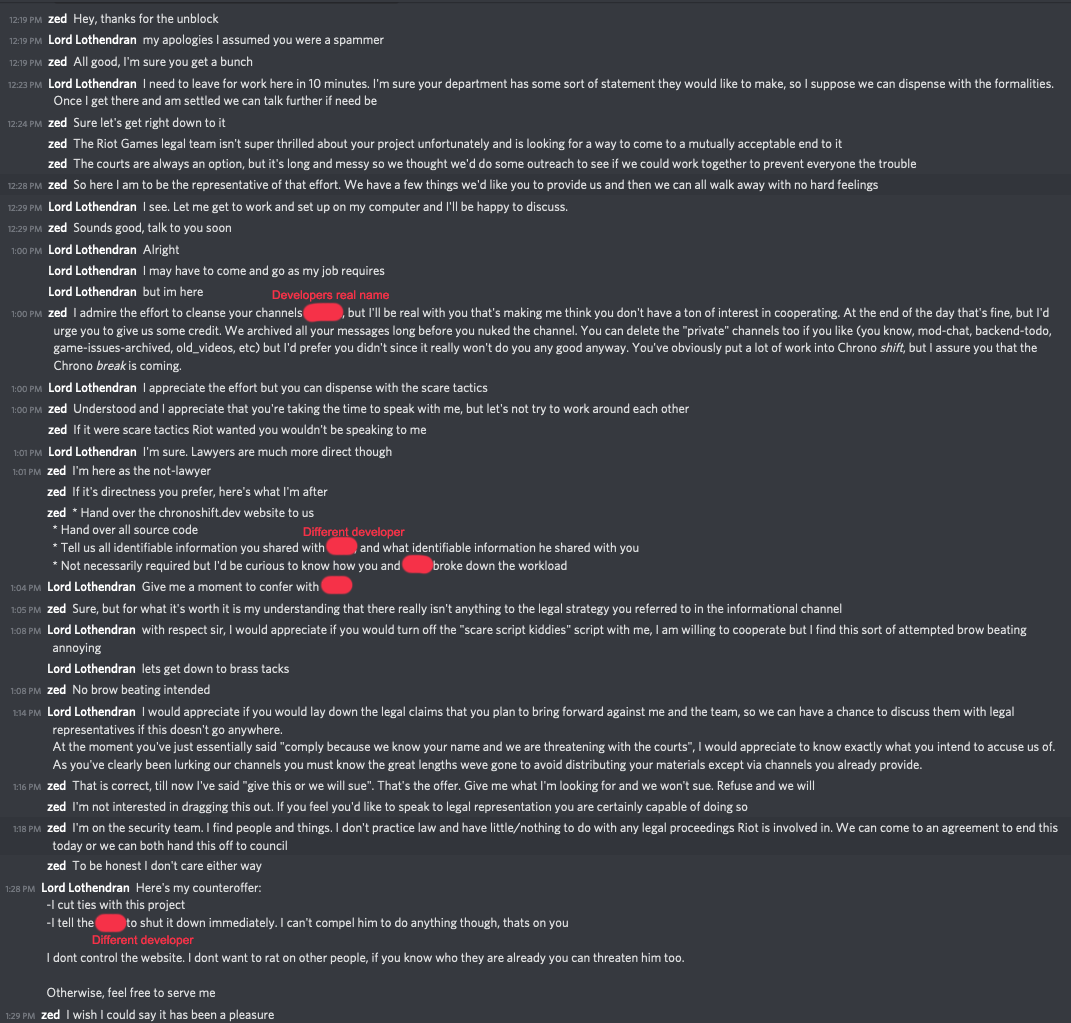 12:19 PM zed Hey, thanks for the unblock
12:19 PM Lord Lothendran my apologies I assumed you were a spammer
12:19 PM zed All good, I'm sure you get a bunch
12:23 PM Lord Lothendran I need to leave for work here in 10 minutes. I'm sure your department has some sort of statement they would like to make, so I suppose we can dispense with the formalities.
Once I get there and am settled we can talk further if need be
12:24 PM zed Sure let's get right down to it
zed The Riot Games legal team isn't super thrilled about your project unfortunately and is looking for a way to come to a mutually acceptable end to it
zed The courts are always an option, but it's long and messy so we thought we'd do some outreach to see if we could work together to prevent everyone the trouble
12:28 PM zed So here I am to be the representative of that effort. We have a few things we'd like you to provide us and then we can all walk away with no hard feelings
12:29 PM Lord Lothendran I see. Let me get to work and set up on my computer and I'll be happy to discuss.
12:29 PM zed Sounds good, talk to you soon
1:00 PM Lord Lothendran Alright
Lord Lothendran I may have to come and go as my job requires
Lord Lothendran but im here
Developers real name
1:00 PM zed I admire the effort to cleanse your channels , but I'll be real with you that's making me think you don't have a ton of interest in cooperating. At the end of the day that's fine, but I'd
urge you to give us some credit. We archived all your messages long before you nuked the channel. You can delete the "private" channels too if you like (you know, mod-chat, backend-todo,
game-issues-archived, old_videos, etc) but I'd prefer you didn't since it really won't do you any good anyway. You've obviously put a lot of work into Chrono shift, but I assure you that the
Chrono break is coming.
1:00 PM Lord Lothendran I appreciate the effort but you can dispense with the scare tactics
1:00 PM zed Understood and I appreciate that you're taking the time to speak with me, but let's not try to work around each other
zed If it were scare tactics Riot wanted you wouldn't be speaking to me
1:01 PM Lord Lothendran I'm sure. Lawyers are much more direct though
1:01 PM zed I'm here as the not-lawyer
zed If it's directness you prefer, here's what I'm after
zed * Hand over the chronoshift.dev website to us
* Hand over all source code
Different developer
* Tell us all identifiable information you shared with , and what identifiable information he shared with you
* Not necessarily required but I'd be curious to know how you and broke down the workload
1:04 PM Lord Lothendran Give me a moment to confer with
1:05 PM zed Sure, but for what it's worth it is my understanding that there really isn't anything to the legal strategy you referred to in the informational channel
1:08 PM Lord Lothendran with respect sir, I would appreciate if you would turn off the "scare script kiddies" script with me, I am willing to cooperate but I find this sort of attempted brow beating
annoying
Lord Lothendran lets get down to brass tacks
1:08 PM zed No brow beating intended
1:14 PM Lord Lothendran I would appreciate if you would lay down the legal claims that you plan to bring forward against me and the team, so we can have a chance to discuss them with legal
representatives if this doesn't go anywhere.
At the moment you've just essentially said "comply because we know your name and we are threatening with the courts", I would appreciate to know exactly what you intend to accuse us of.
As you've clearly been lurking our channels you must know the great lengths weve gone to avoid distributing your materials except via channels you already provide.
1:16 PM zed That is correct, till now I've said "give this or we will sue". That's the offer. Give me what I'm looking for and we won't sue. Refuse and we will
zed I'm not interested in dragging this out. If you feel you'd like to speak to legal representation you are certainly capable of doing so
1:18 PM zed I'm on the security team. I find people and things. I don't practice law and have little/nothing to do with any legal proceedings Riot is involved in. We can come to an agreement to end this
today or we can both hand this off to council
zed To be honest I don't care either way
1:28 PM Lord Lothendran Here's my counteroffer:
-I cut ties with this project
-I tell the to shut it down immediately. I can't compel him to do anything though, thats on you
Different developer
I dont control the website. I dont want to rat on other people, if you know who they are already you can threaten him too.
Otherwise, feel free to serve me
1:29 PM zed I wish I could say it has been a pleasure